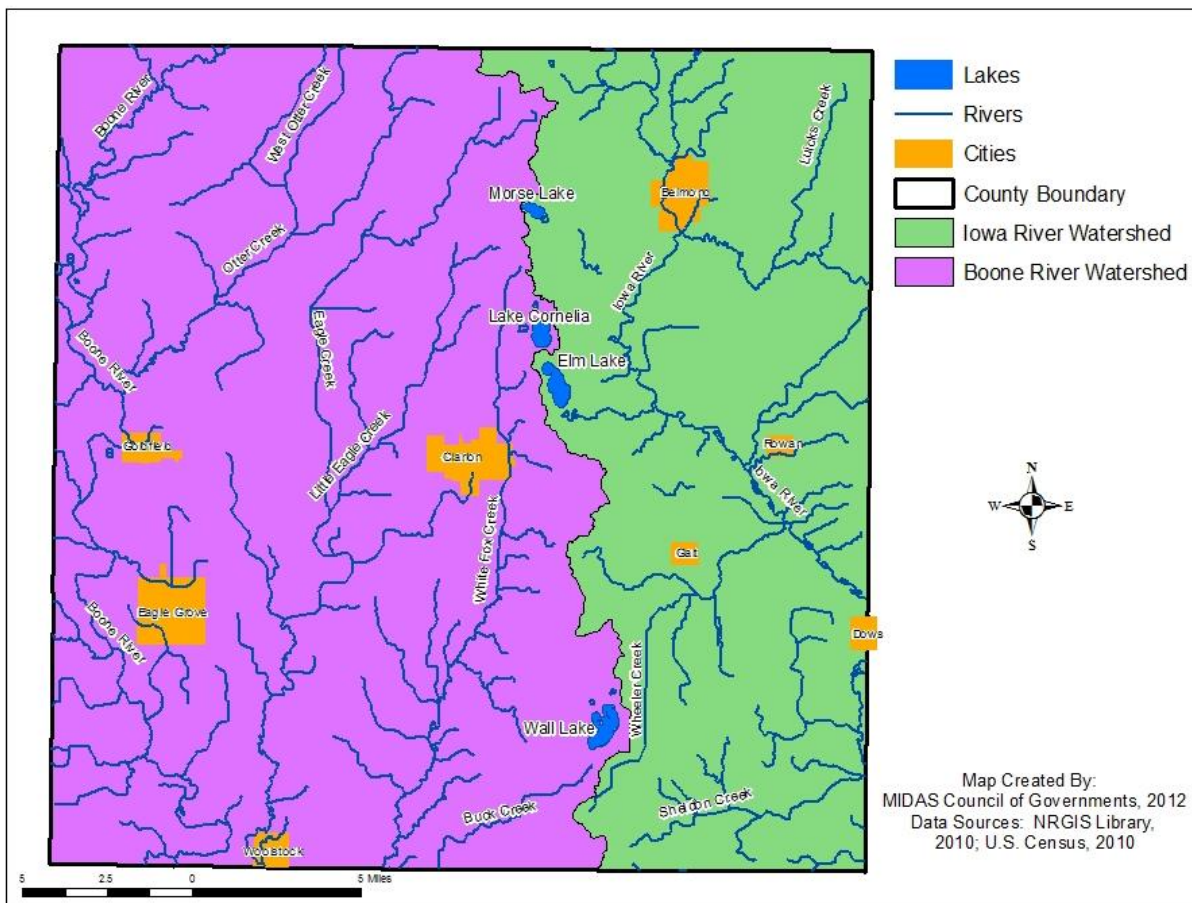 Boone River
West Otter Creek
Luicks Creek
Morse Lake
Belmond
Otter Creek
Iowa River
Lake Cornelia
Eagle Creek
Boone River
Elm Lake
Goldfield
Little Eagle Creek
Clarion
Rowan
Iowa River
White Fox Creek
Galt
Eagle Grove
Boone River
Dows
Wheeler Creek
Wall Lake
Buck Creek
Sheldon Creek
Woolstock
5 2.5 0 5 Miles
Lakes
Rivers
Cities
County Boundary
Iowa River Watershed
Boone River Watershed
N
W E
S
Map Created By:
MIDAS Council of Governments, 2012
Data Sources: NRGIS Library,
2010; U.S. Census, 2010